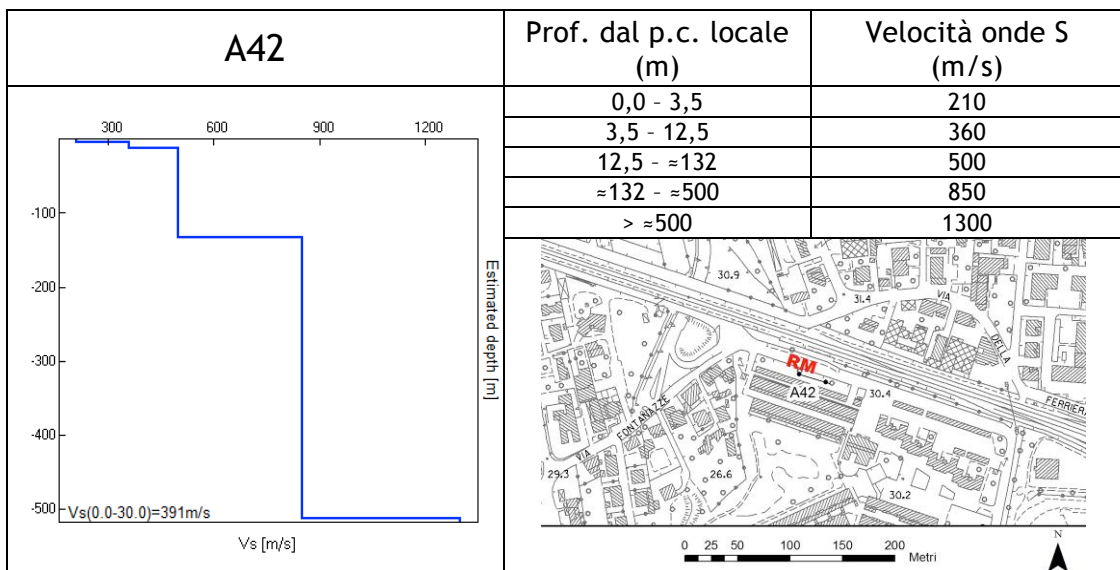 A42
Prof. dal p.c. locale
(m)
Velocità onde S
(m/s)
0,0 – 3,5 210
3,5 – 12,5 360
12,5 – ≈132 500
≈132 – ≈500 850
> ≈500 1300
300 600 900 1200
-100
-200
-300
-400
-500
Vs(0.0-30.0)=391m/s
Vs [m/s]
Estimated depth [m]
30.9
31.4
VIA
DELLA
FERRIERA
RM
A42
30.4
VIA FONTANAZZE
29.3
26.6
30.2
0 25 50 100 150 200
Metri
N